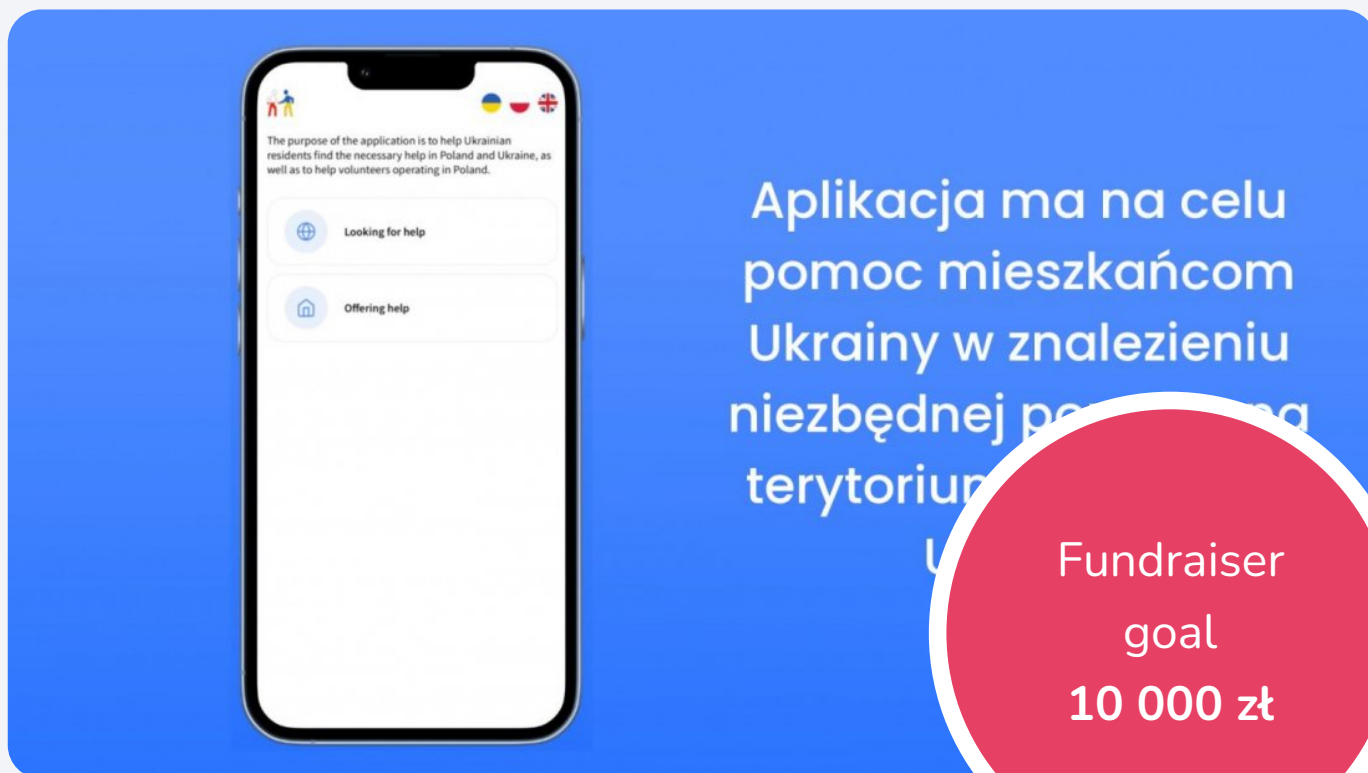 The purpose of the application is to help Ukrainian
residents find the necessary help in Poland and Ukraine, as
well as to help volunteers operating in Poland.
Looking for help
Offering help
Aplikacja ma na celu
pomoc mieszkańcom
Ukrainy w znalezieniu
niezbędnej
Fundraiser
goal
10 000 zł